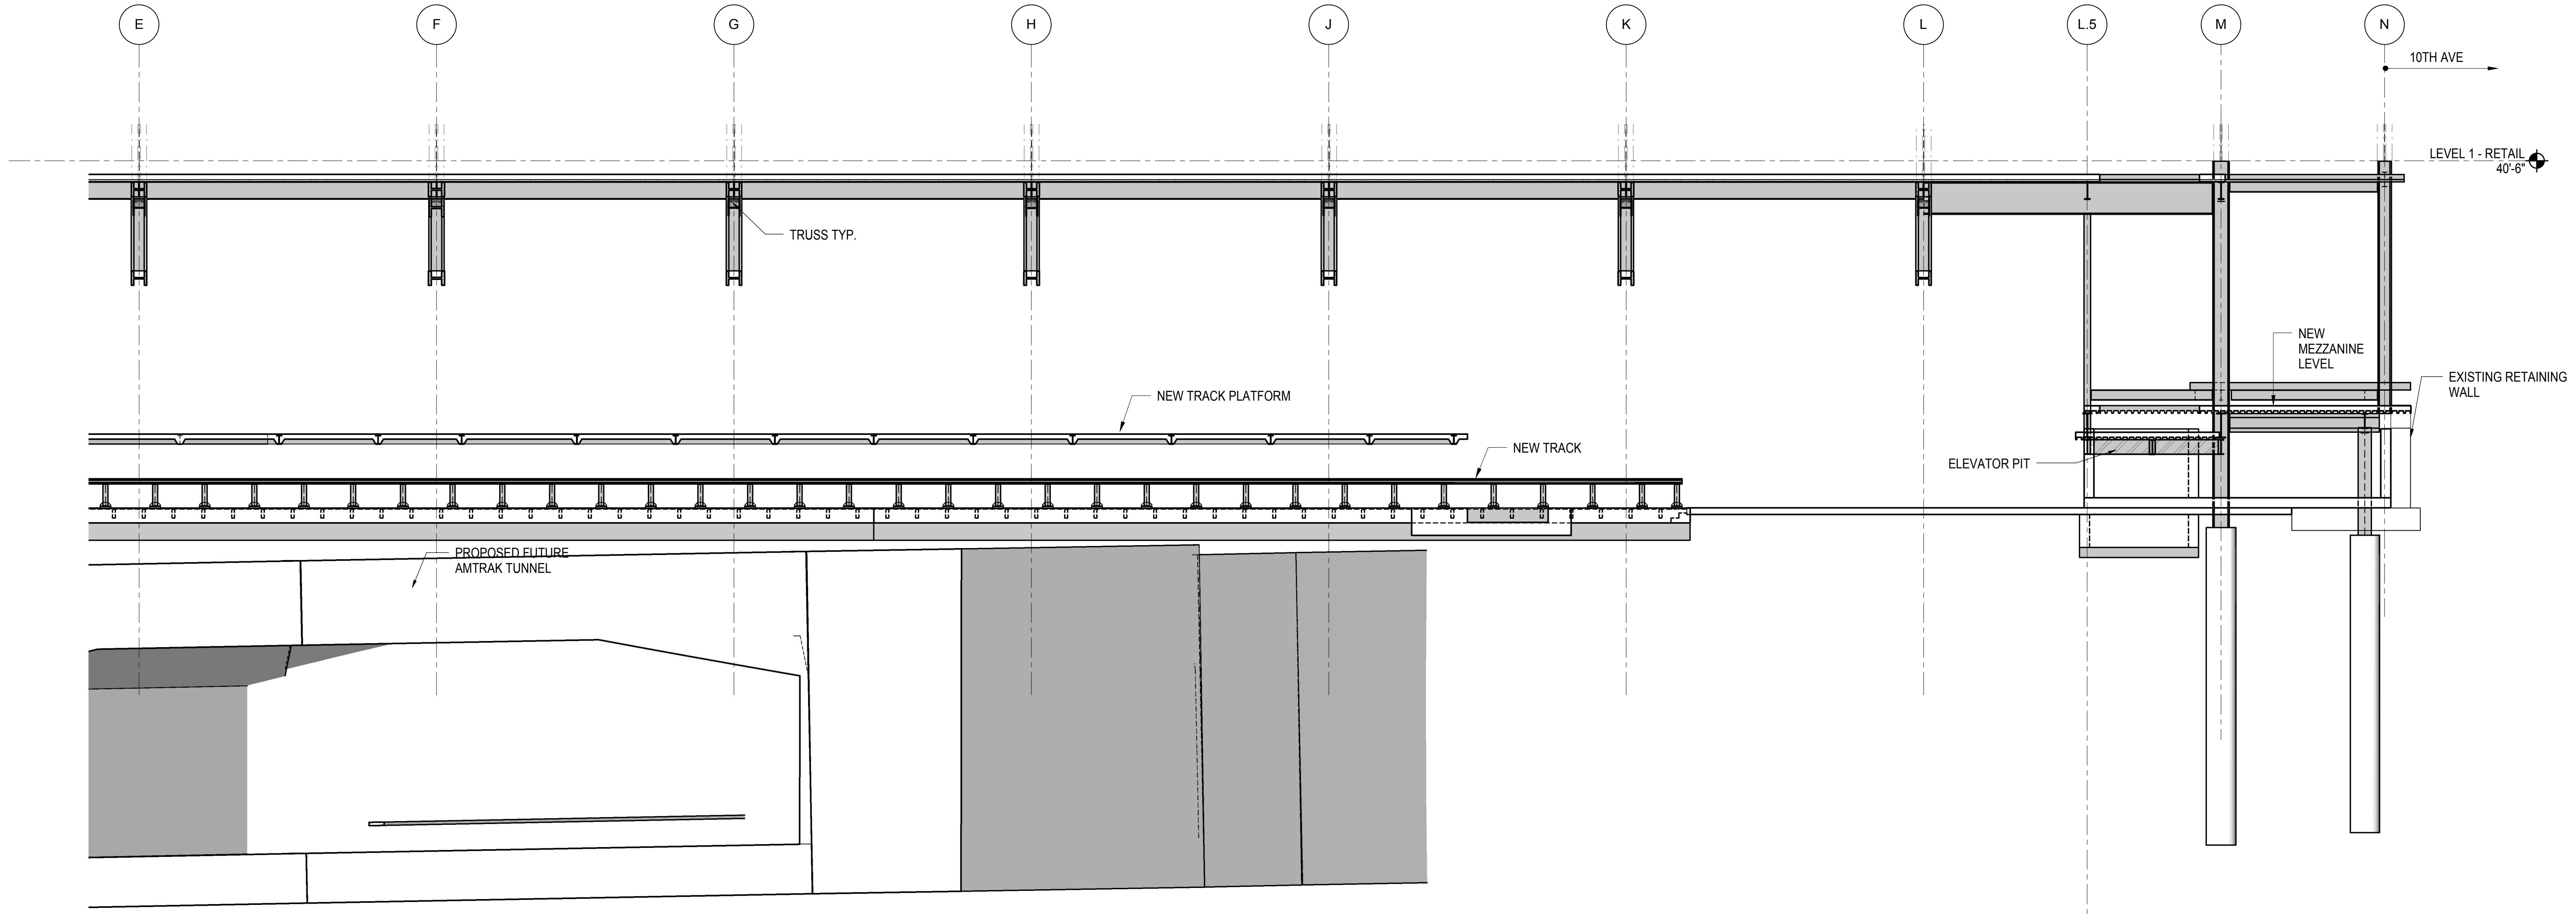 E
F
G
H
J
K
L
L.5
M
N
10TH AVE
LEVEL 1 - RETAIL
40'-6"
TRUSS TYP.
NEW
MEZZANINE
LEVEL
EXISTING RETAINING
WALL
NEW TRACK PLATFORM
NEW TRACK
ELEVATOR PIT
PROPOSED FUTURE
AMTRAK TUNNEL